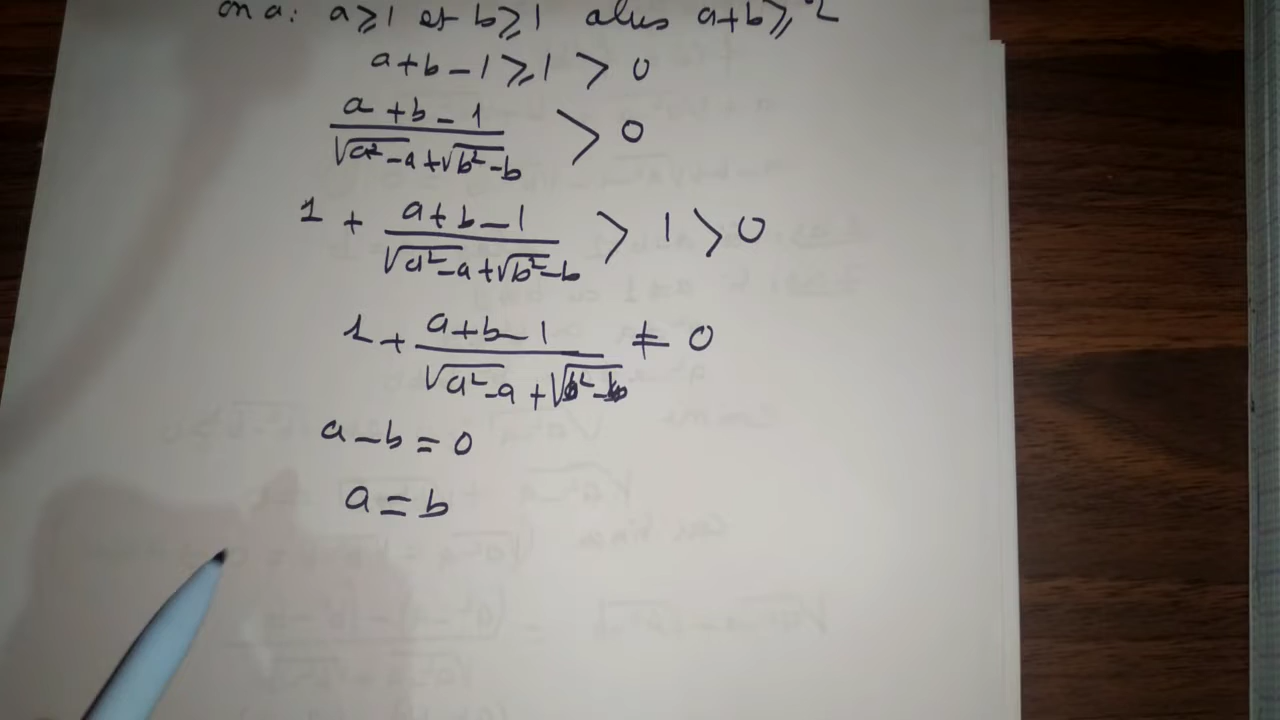 on a: a⩾1 et b⩾1 alors a+b⩾2
a+b-1⩾1 > 0
(a+b-1)/(√(a²-a)+√(b²-b)) > 0
1 + (a+b-1)/(√(a²-a)+√(b²-b)) > 1 > 0
1 + (a+b-1)/(√(a²-a)+√(b²-b)) ≠ 0
a-b=0
a=b